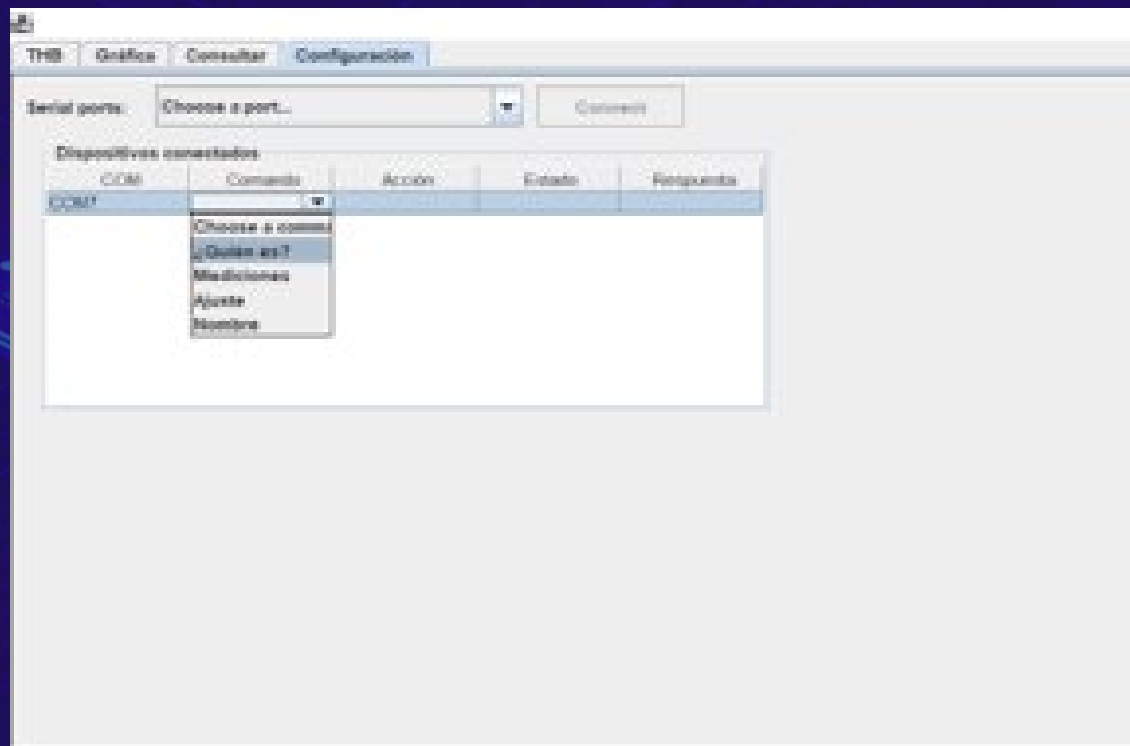 THB Gráfica Consultar Configuración
Serial ports: Choose a port... Connect
Dispositivos conectados
COM Comando Acción Estado Respuesta
COM7
Choose a comma
¿Quién es?
Mediciones
Ajuste
Nombre